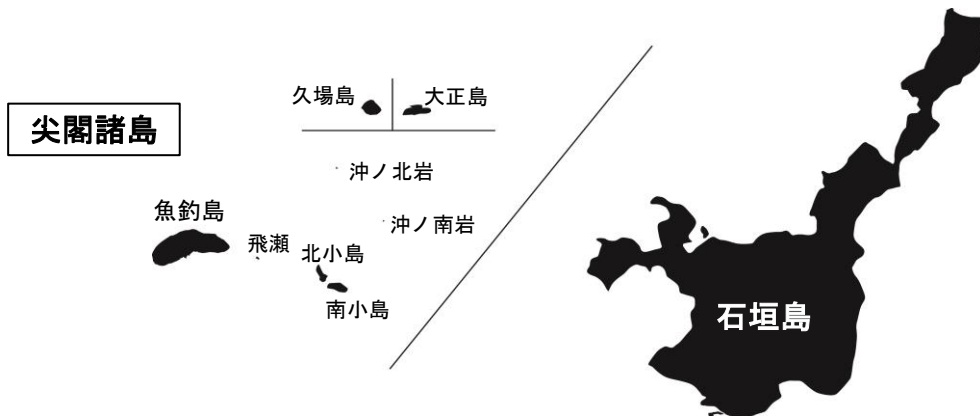 尖閣諸島
久場島
大正島
沖ノ北岩
沖ノ南岩
魚釣島
飛瀬
北小島
南小島
石垣島